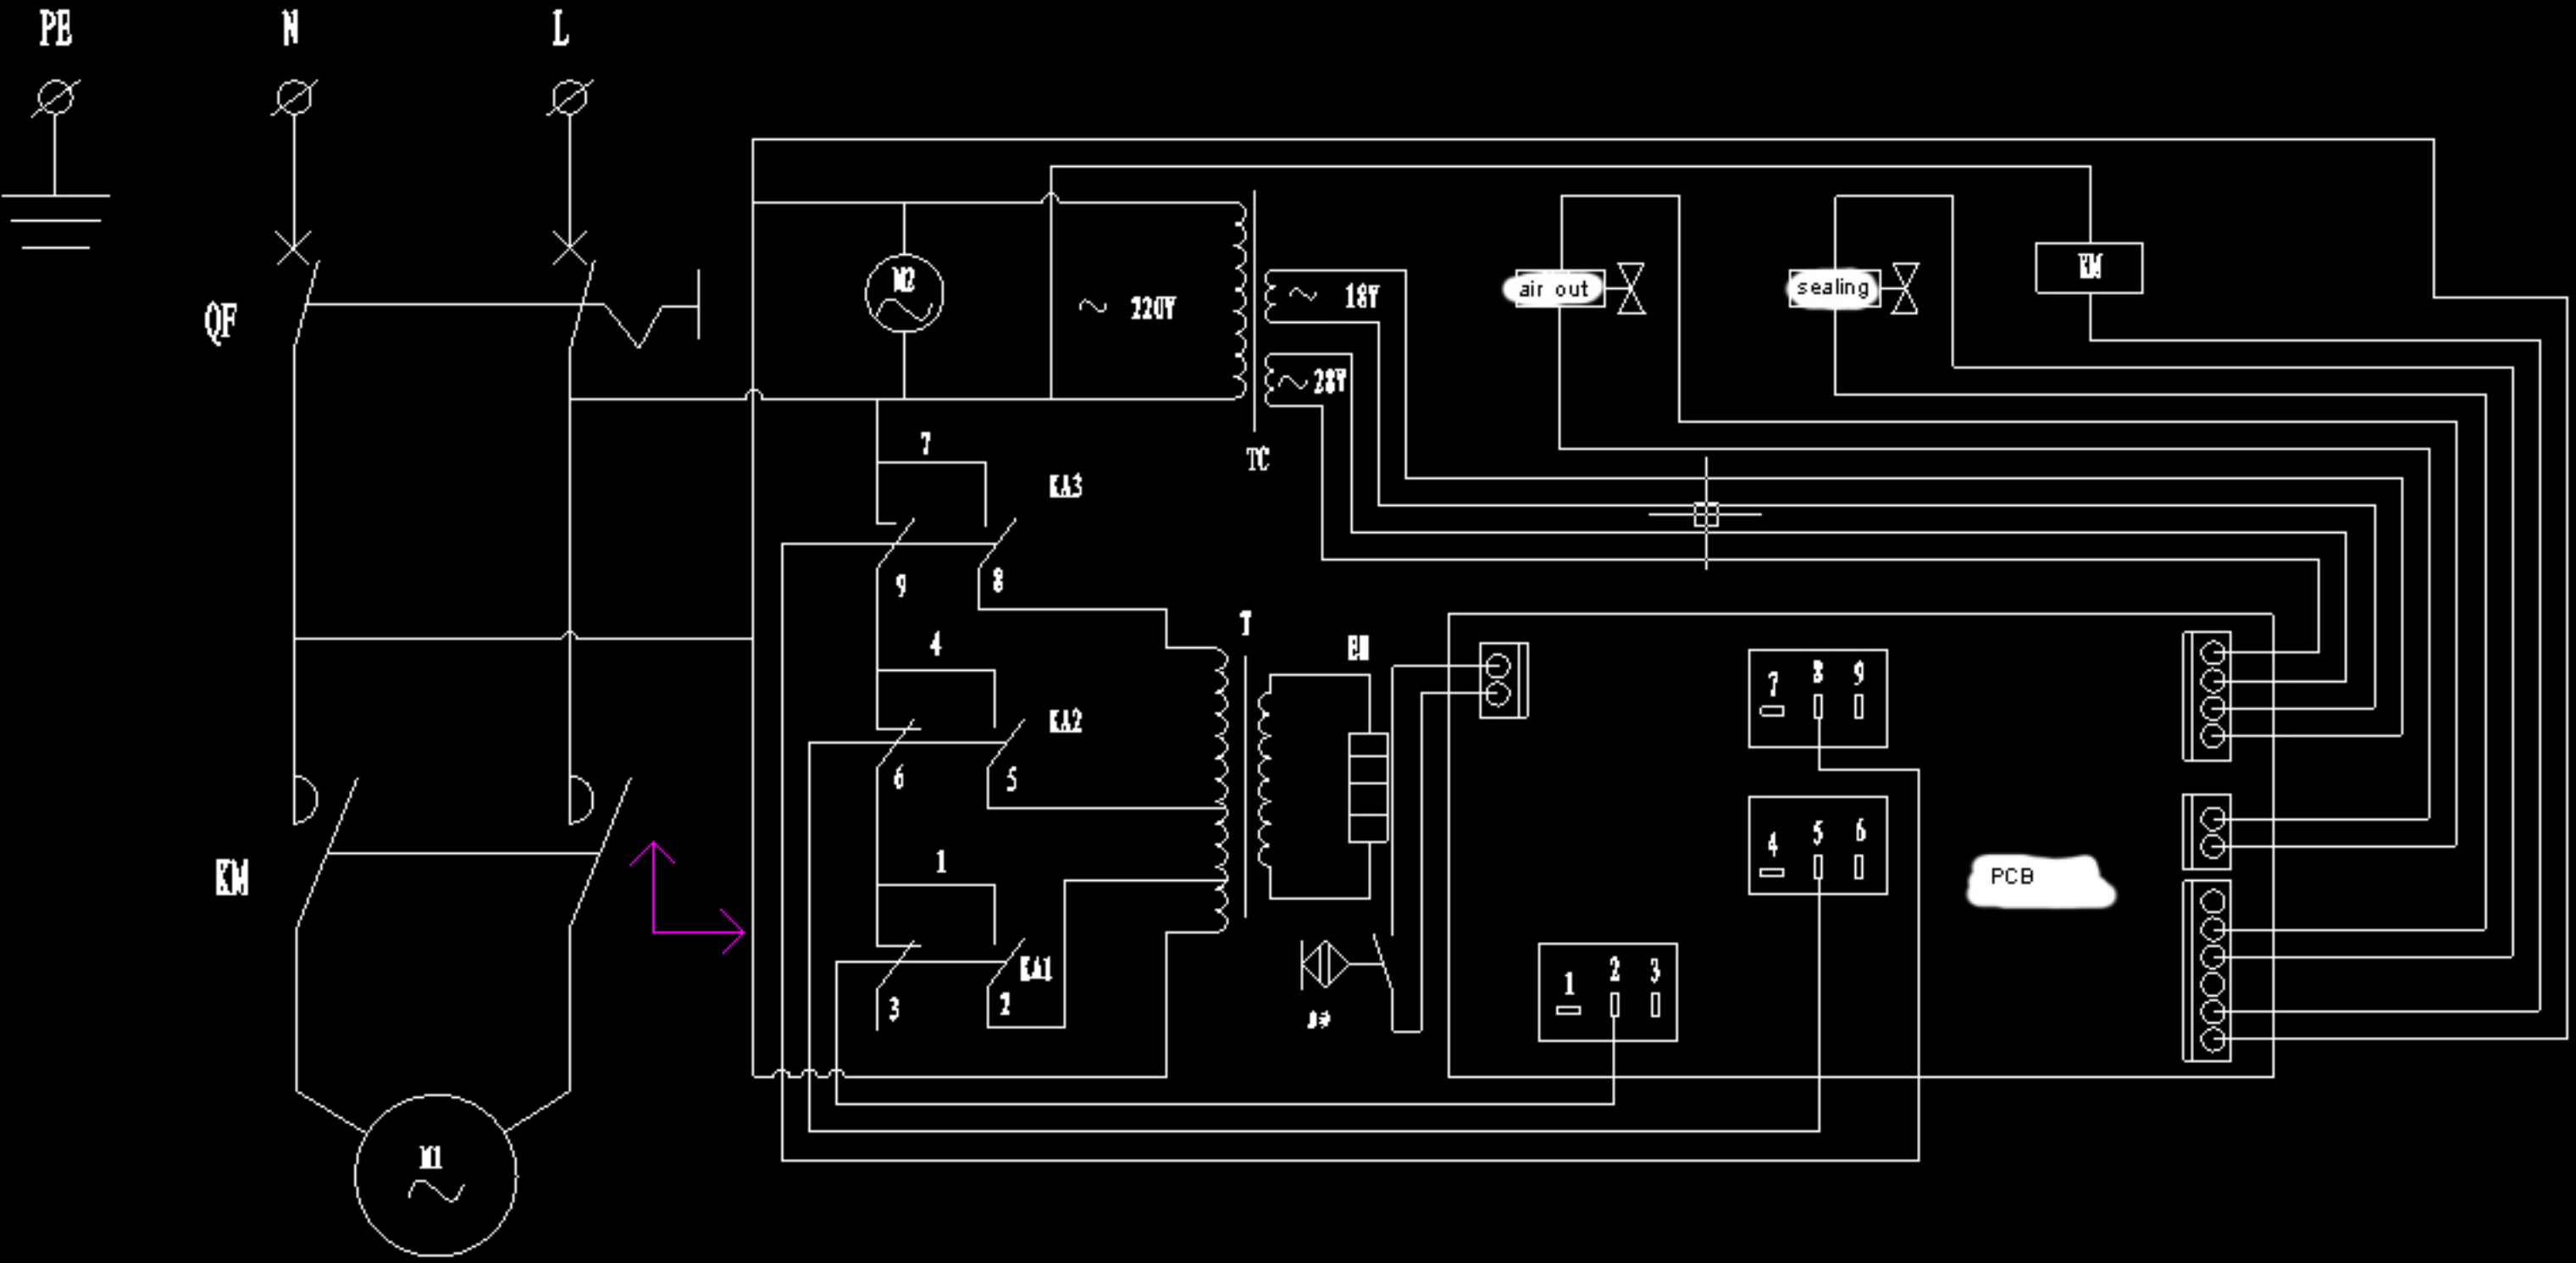 PE N L
QF
M2
~ 220V
~ 18V
~ 28V
TC
air out
sealing
KM
7
KA3
9 8
4
KA2
6 5
1
KA1
3 2
T
EH
7 8 9
4 5 6
1 2 3
PCB
KM
M1